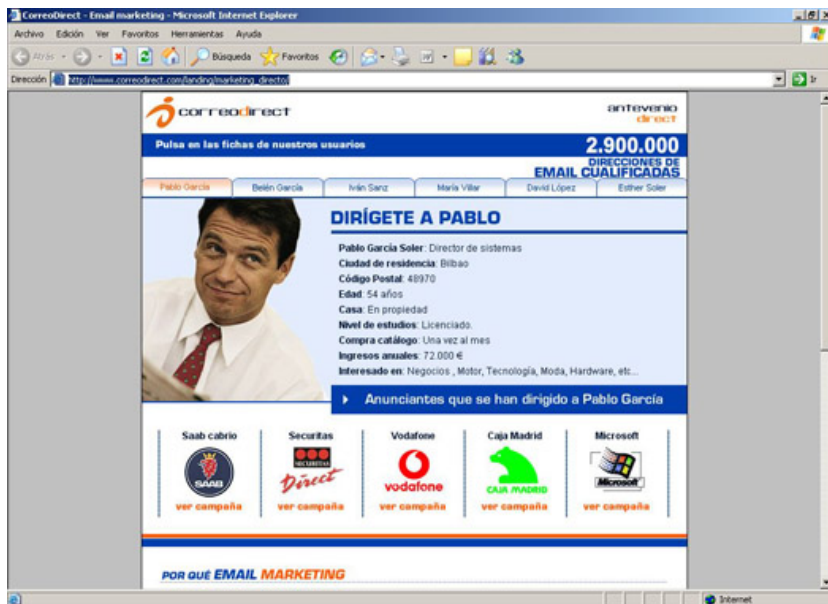 CorreoDirect - Email marketing - Microsoft Internet Explorer
Archivo Edición Ver Favoritos Herramientas Ayuda
Atrás Búsqueda Favoritos
Dirección http://www.correodirect.com/landing/marketing_directo/ Ir
correodirect
antevenio
direct
Pulsa en las fichas de nuestros usuarios
2.900.000
DIRECCIONES DE
EMAIL CUALIFICADAS
Pablo García Belén García Iván Sanz María Villar David López Esther Soler
DIRÍGETE A PABLO
Pablo García Soler: Director de sistemas
Ciudad de residencia: Bilbao
Código Postal: 48970
Edad: 54 años
Casa: En propiedad
Nivel de estudios: Licenciado.
Compra catálogo: Una vez al mes
Ingresos anuales: 72.000 €
Interesado en: Negocios , Motor, Tecnología, Moda, Hardware, etc...
Anunciantes que se han dirigido a Pablo García
Saab cabrio Securitas Vodafone Caja Madrid Microsoft
SAAB
SECURITAS
Direct
vodafone
CAJA MADRID
Microsoft
ver campaña ver campaña ver campaña ver campaña ver campaña
POR QUÉ EMAIL MARKETING
Internet